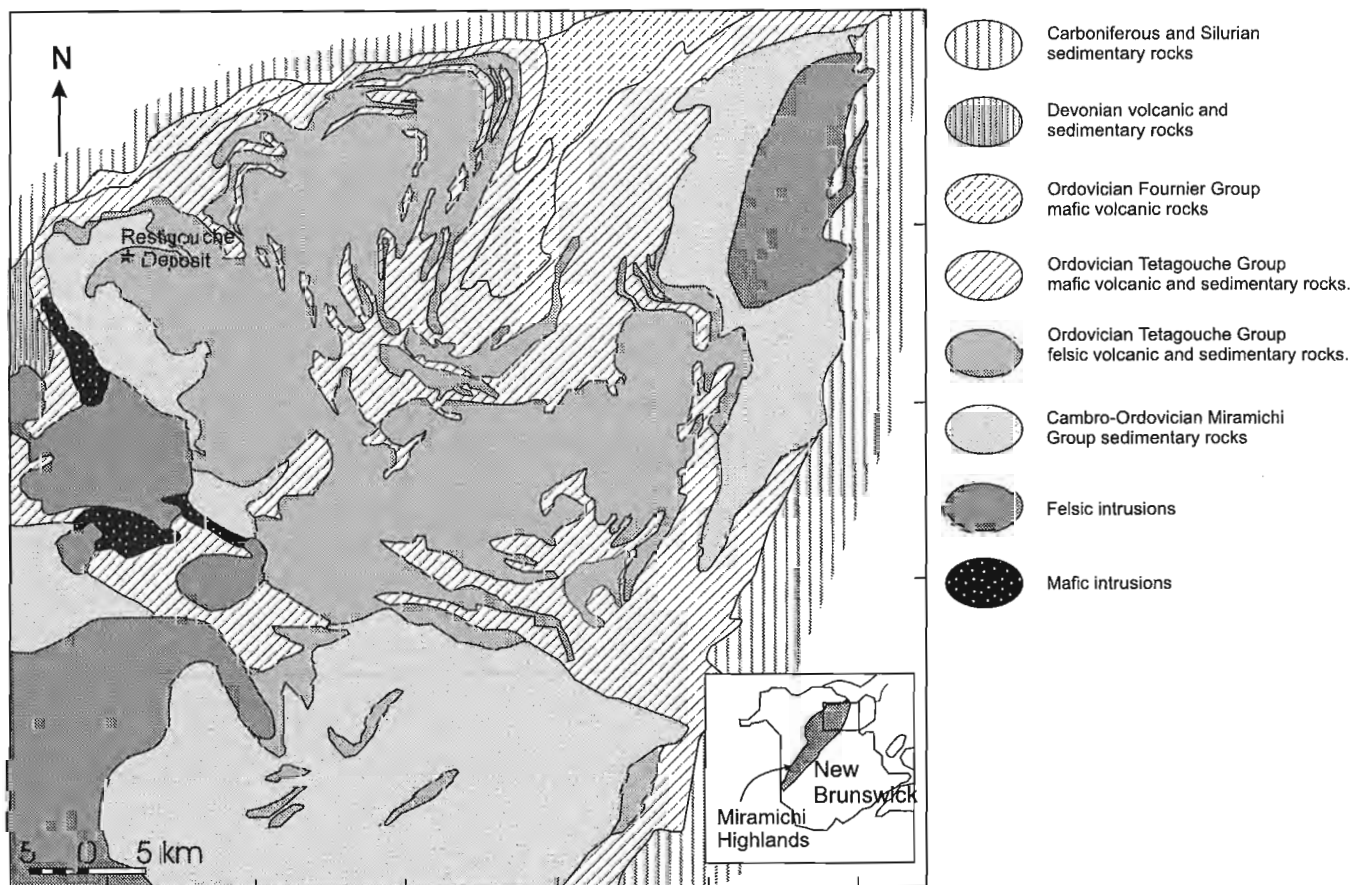 N
Restigouche
Deposit
5 0 5 km
New
Brunswick
Miramichi
Highlands
Carboniferous and Silurian
sedimentary rocks
Devonian volcanic and
sedimentary rocks
Ordovician Fournier Group
mafic volcanic rocks
Ordovician Tetagouche Group
mafic volcanic and sedimentary rocks.
Ordovician Tetagouche Group
felsic volcanic and sedimentary rocks.
Cambro-Ordovician Miramichi
Group sedimentary rocks
Felsic intrusions
Mafic intrusions